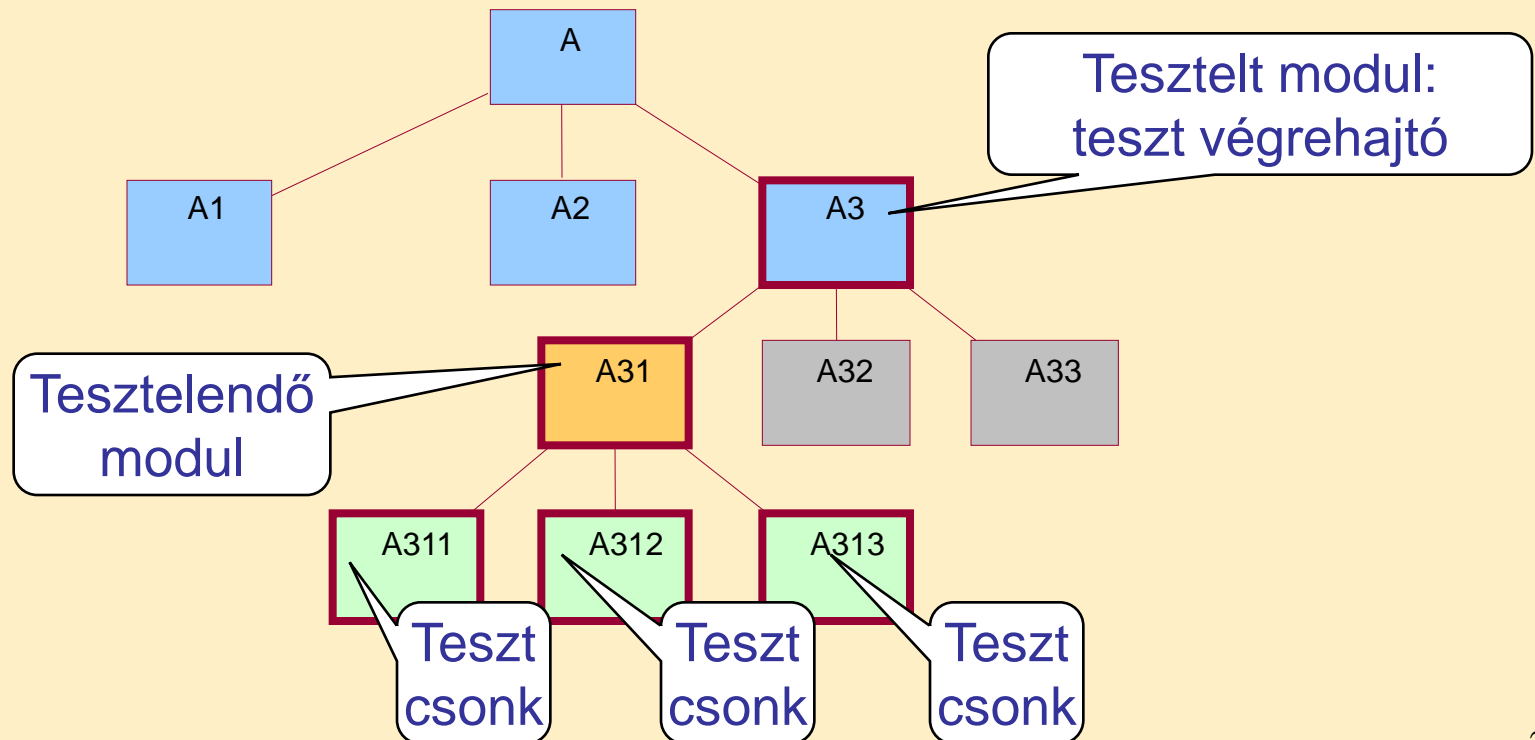 A
Tesztelt modul:
teszt végrehajtó
A1
A2
A3
Tesztelendő
modul
A31
A32
A33
A311
A312
A313
Teszt
csonk
Teszt
csonk
Teszt
csonk